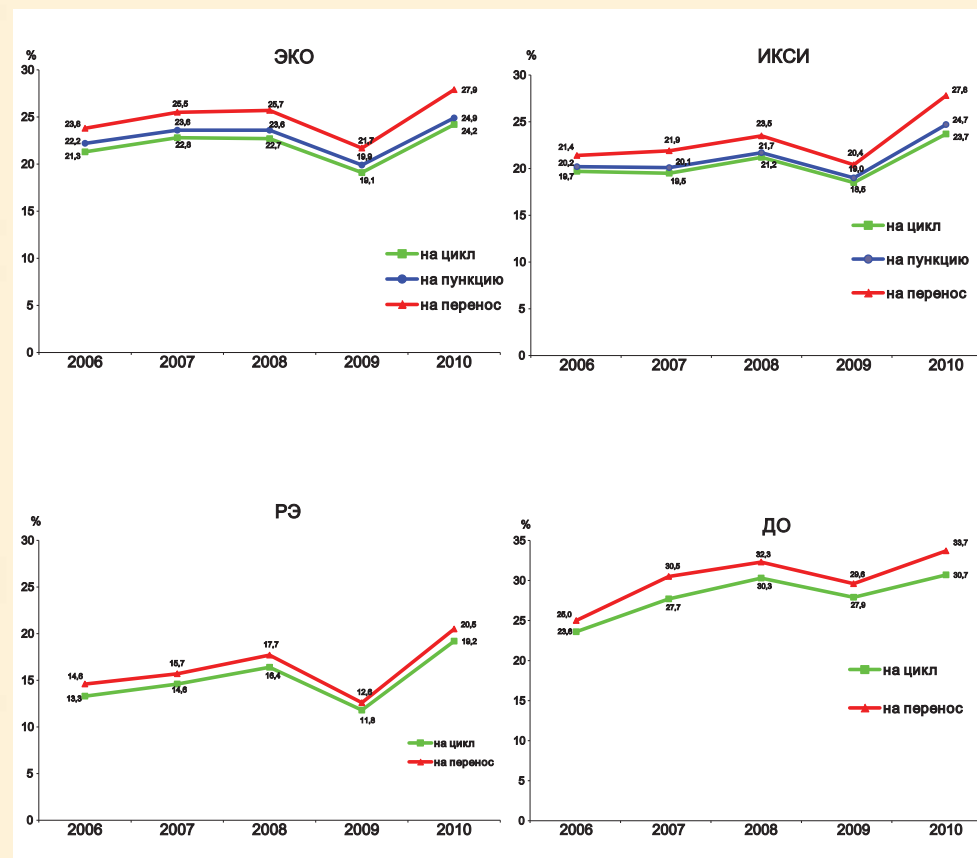 ЭКО
%
30
25
20
15
10
5
0
23,8 25,5 25,7 21,7 27,9
22,2 23,6 23,6 19,9 24,9
21,3 22,8 22,7 19,1 24,2
на цикл
на пункцию
на перенос
2006 2007 2008 2009 2010
ИКСИ
%
30
25
20
15
10
5
0
21,4 21,9 23,5 20,4 27,8
20,2 20,1 21,7 19,0 24,7
19,7 19,5 21,2 18,5 23,7
на цикл
на пункцию
на перенос
2006 2007 2008 2009 2010
РЭ
%
30
25
20
15
10
5
0
14,6 15,7 17,7 12,6 20,5
13,3 14,6 16,4 11,8 19,2
на цикл
на перенос
2006 2007 2008 2009 2010
ДО
%
35
30
25
20
15
10
5
0
25,0 30,5 32,3 29,6 33,7
23,6 27,7 30,3 27,9 30,7
на цикл
на перенос
2006 2007 2008 2009 2010